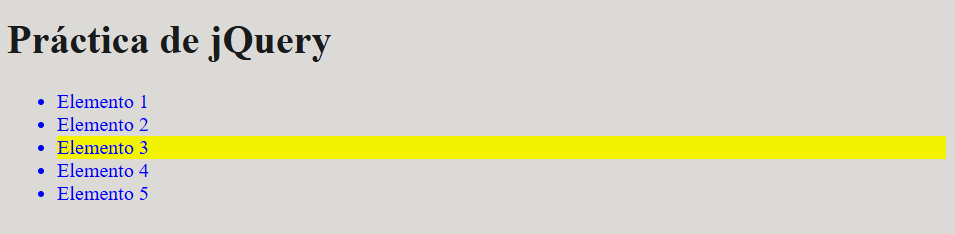 Práctica de jQuery
• Elemento 1
• Elemento 2
• Elemento 3
• Elemento 4
• Elemento 5